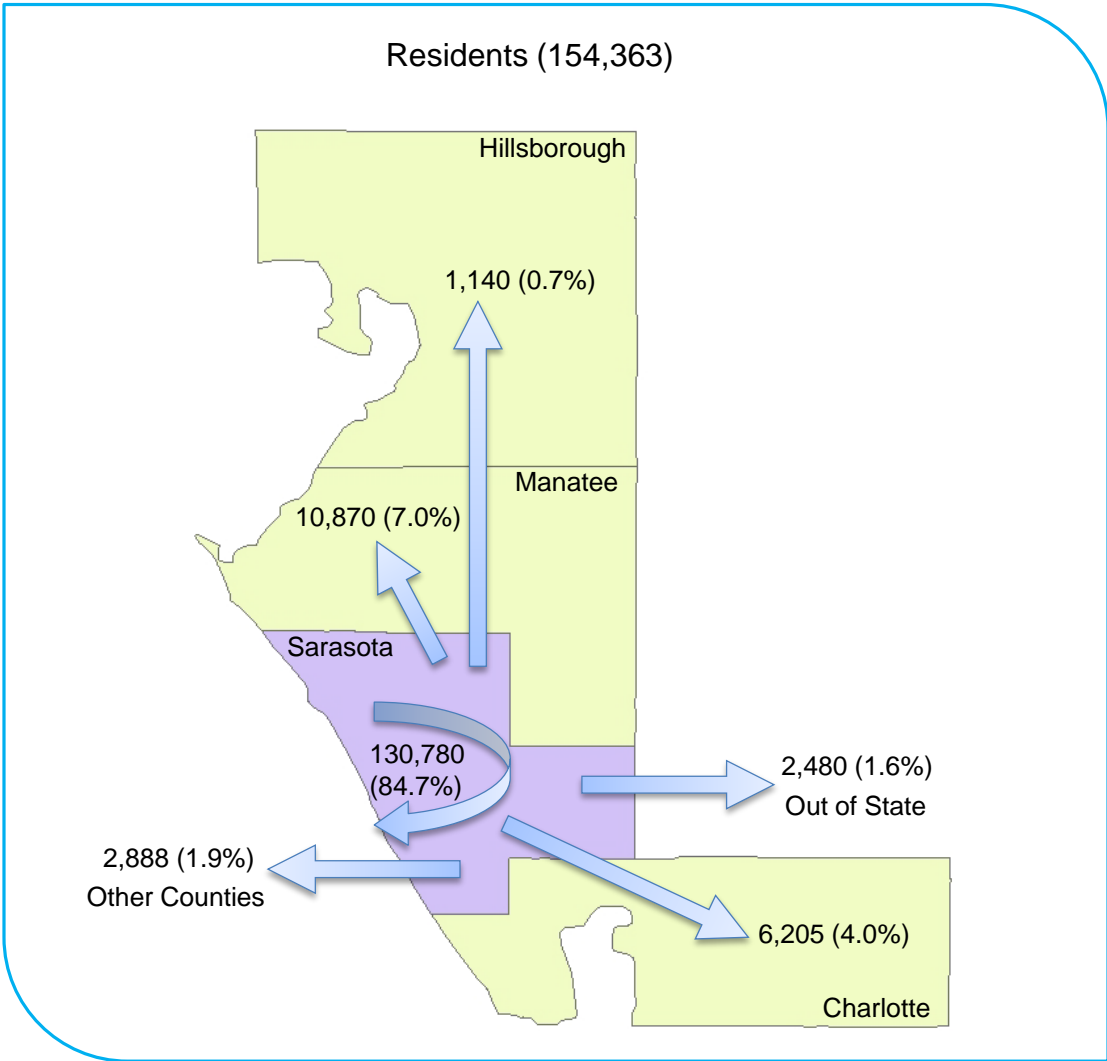 Residents (154,363)
Hillsborough
1,140 (0.7%)
Manatee
10,870 (7.0%)
Sarasota
130,780
(84.7%)
2,480 (1.6%)
Out of State
2,888 (1.9%)
Other Counties
6,205 (4.0%)
Charlotte